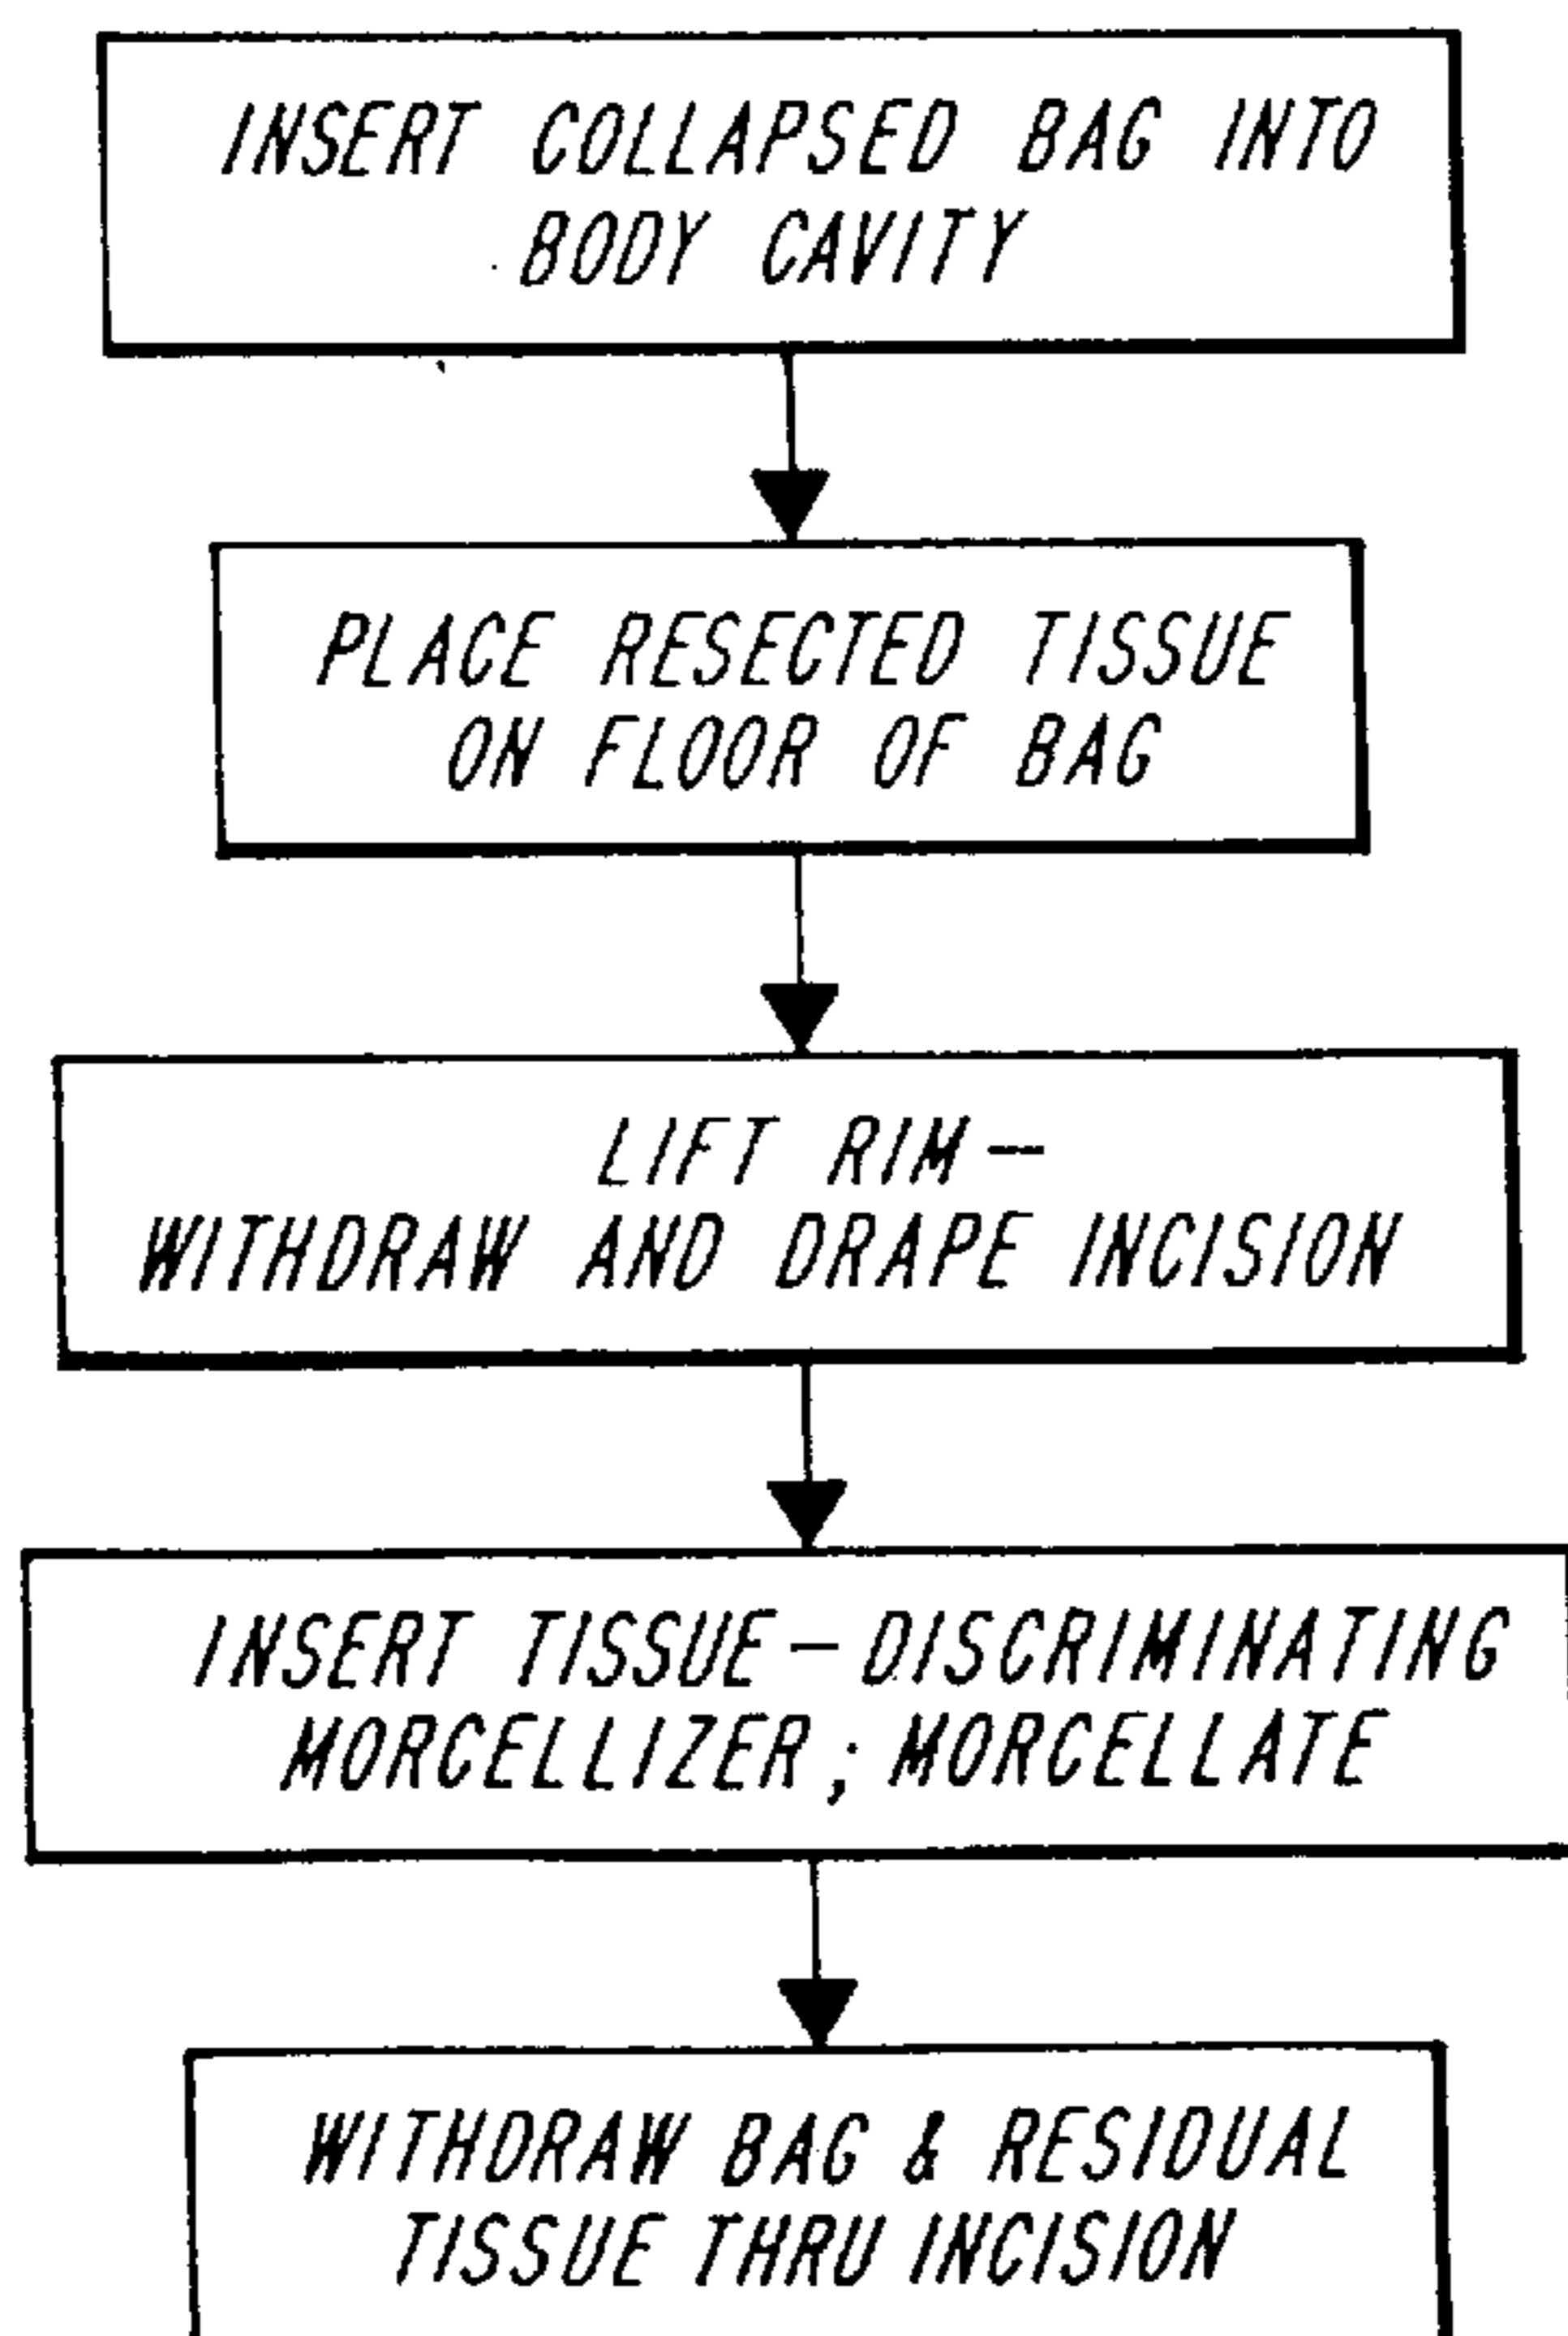 INSERT COLLAPSED BAG INTO
BODY CAVITY
PLACE RESECTED TISSUE
ON FLOOR OF BAG
LIFT RIM—
WITHDRAW AND DRAPE INCISION
INSERT TISSUE-DISCRIMINATING
MORCELLIZER; MORCELLATE
WITHDRAW BAG & RESIDUAL
TISSUE THRU INCISION